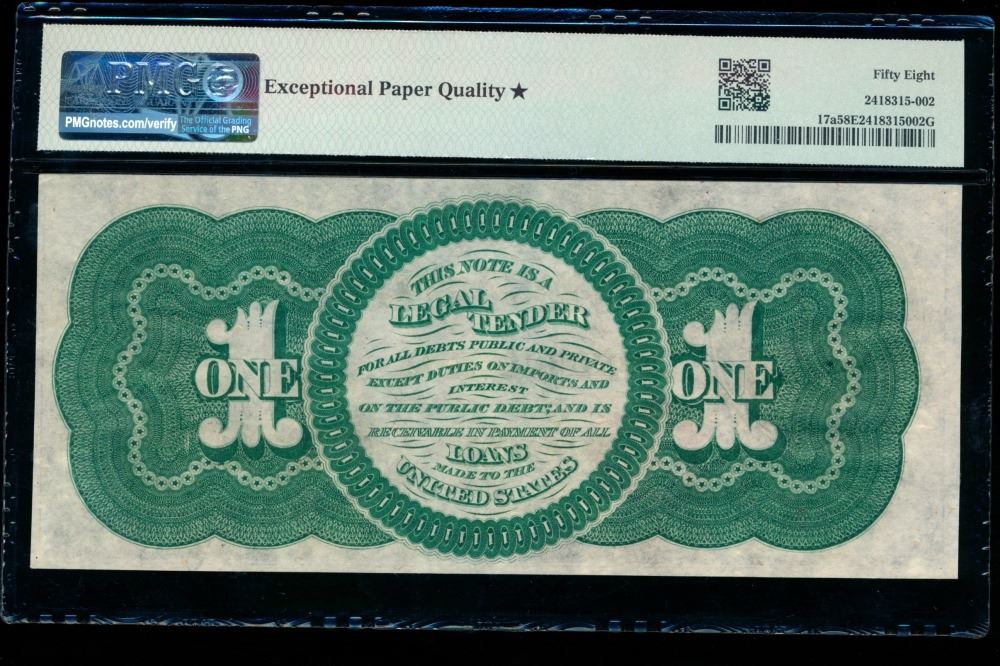 PMG
Exceptional Paper Quality ★
PMGnotes.com/verify
The Official Grading
Service of the PNG
Fifty Eight
2418315-002
17a58E2418315002G
THIS NOTE IS A
LEGAL
TENDER
FOR ALL DEBTS PUBLIC AND PRIVATE
EXCEPT DUTIES ON IMPORTS AND
INTEREST
ON THE PUBLIC DEBT; AND IS
RECEIVABLE IN PAYMENT OF ALL
LOANS
MADE TO THE
UNITED STATES
1
ONE
1
ONE